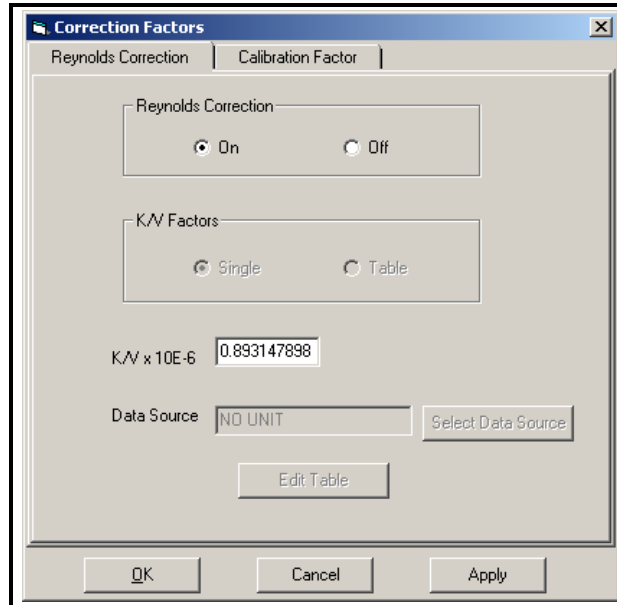 Correction Factors
Reynolds Correction Calibration Factor
Reynolds Correction
On Off
K/V Factors
Single Table
K/V x 10E-6 0.893147898
Data Source NO UNIT Select Data Source
Edit Table
OK Cancel Apply